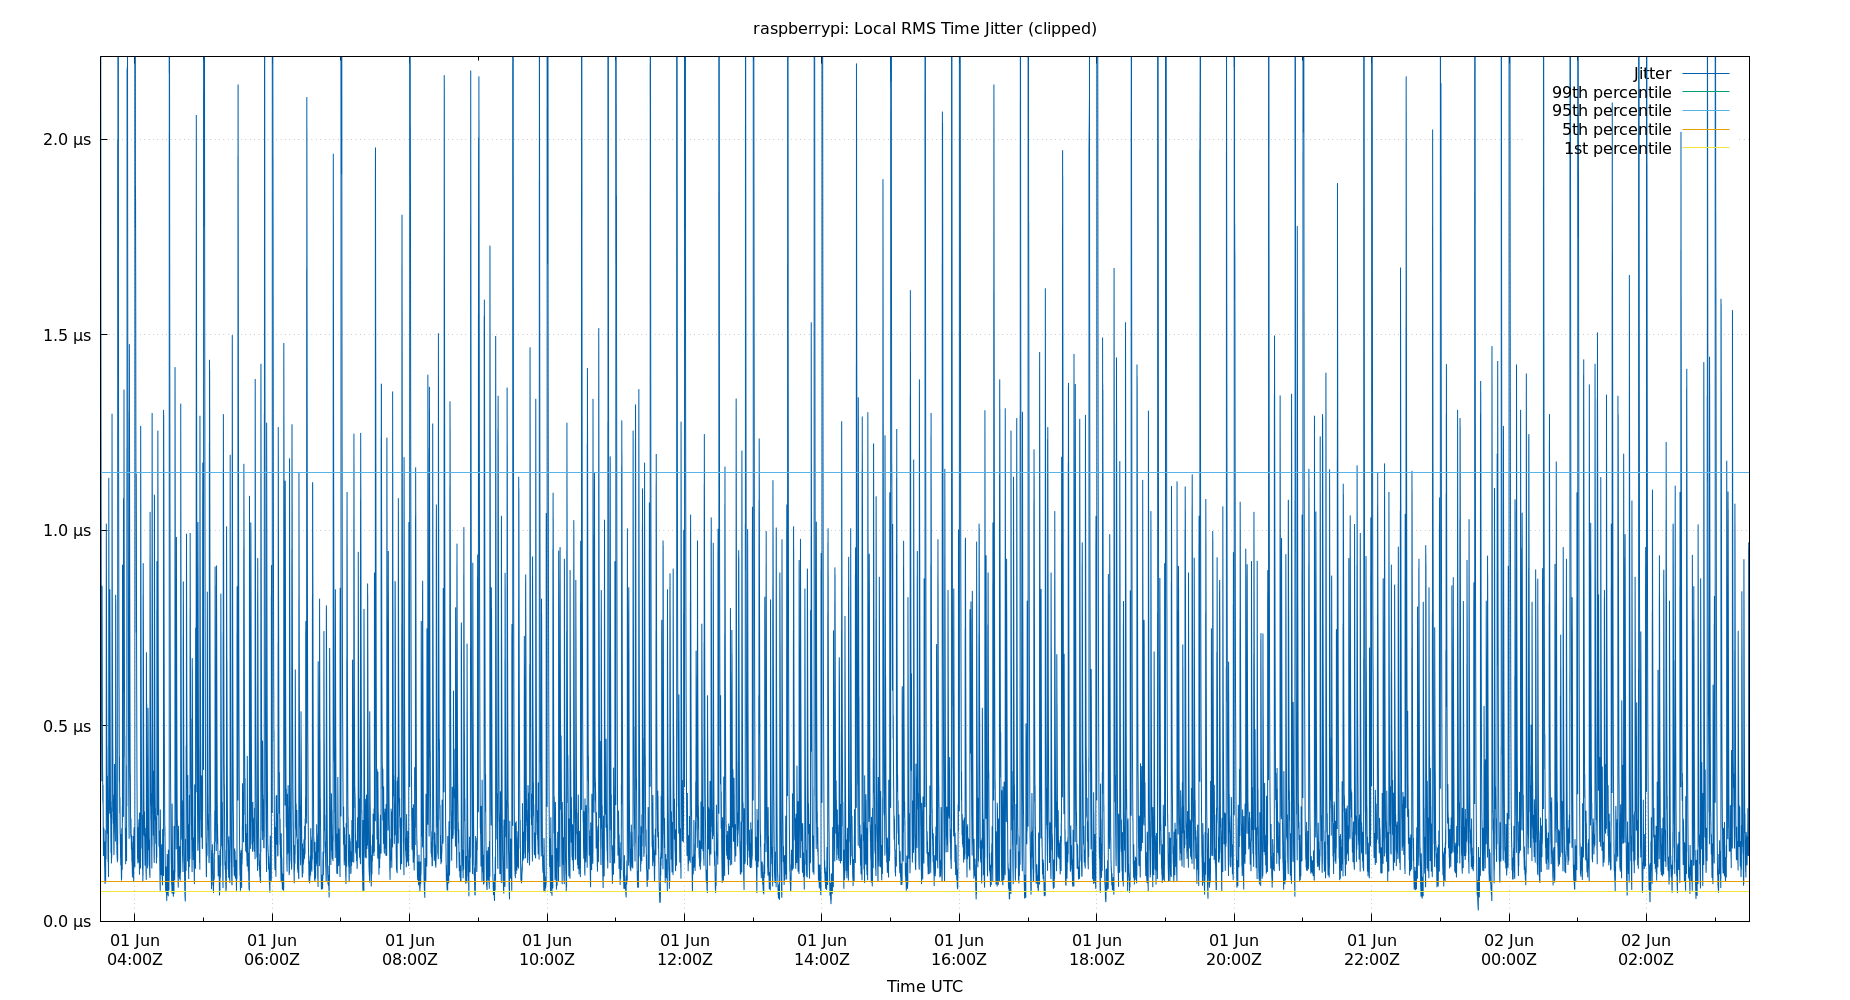 raspberrypi: Local RMS Time Jitter (clipped)
Jitter
99th percentile
95th percentile
5th percentile
1st percentile
2.0 µs
1.5 µs
1.0 µs
0.5 µs
0.0 µs
01 Jun 01 Jun 01 Jun 01 Jun 01 Jun 01 Jun 01 Jun 01 Jun 01 Jun 01 Jun 02 Jun 02 Jun
04:00Z 06:00Z 08:00Z 10:00Z 12:00Z 14:00Z 16:00Z 18:00Z 20:00Z 22:00Z 00:00Z 02:00Z
Time UTC